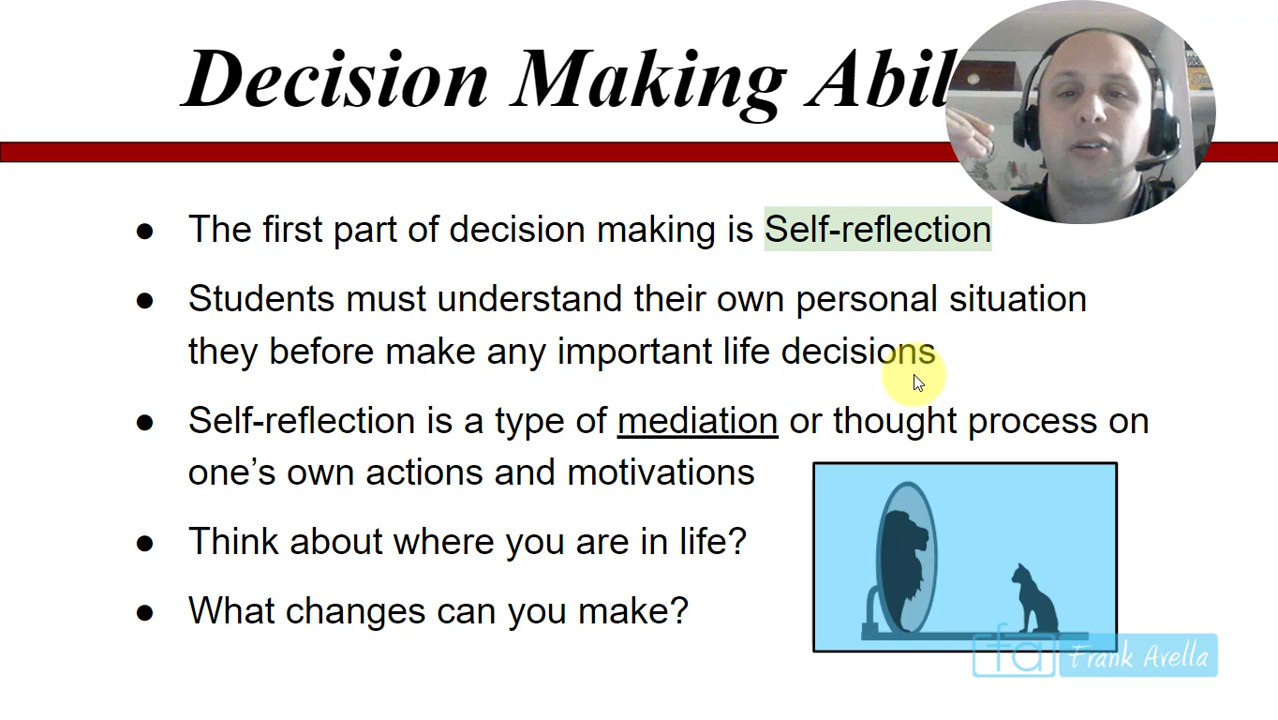 Decision Making Abil
● The first part of decision making is Self-reflection
● Students must understand their own personal situation
they before make any important life decisions
● Self-reflection is a type of mediation or thought process on
one's own actions and motivations
● Think about where you are in life?
● What changes can you make?
fa Frank Avella